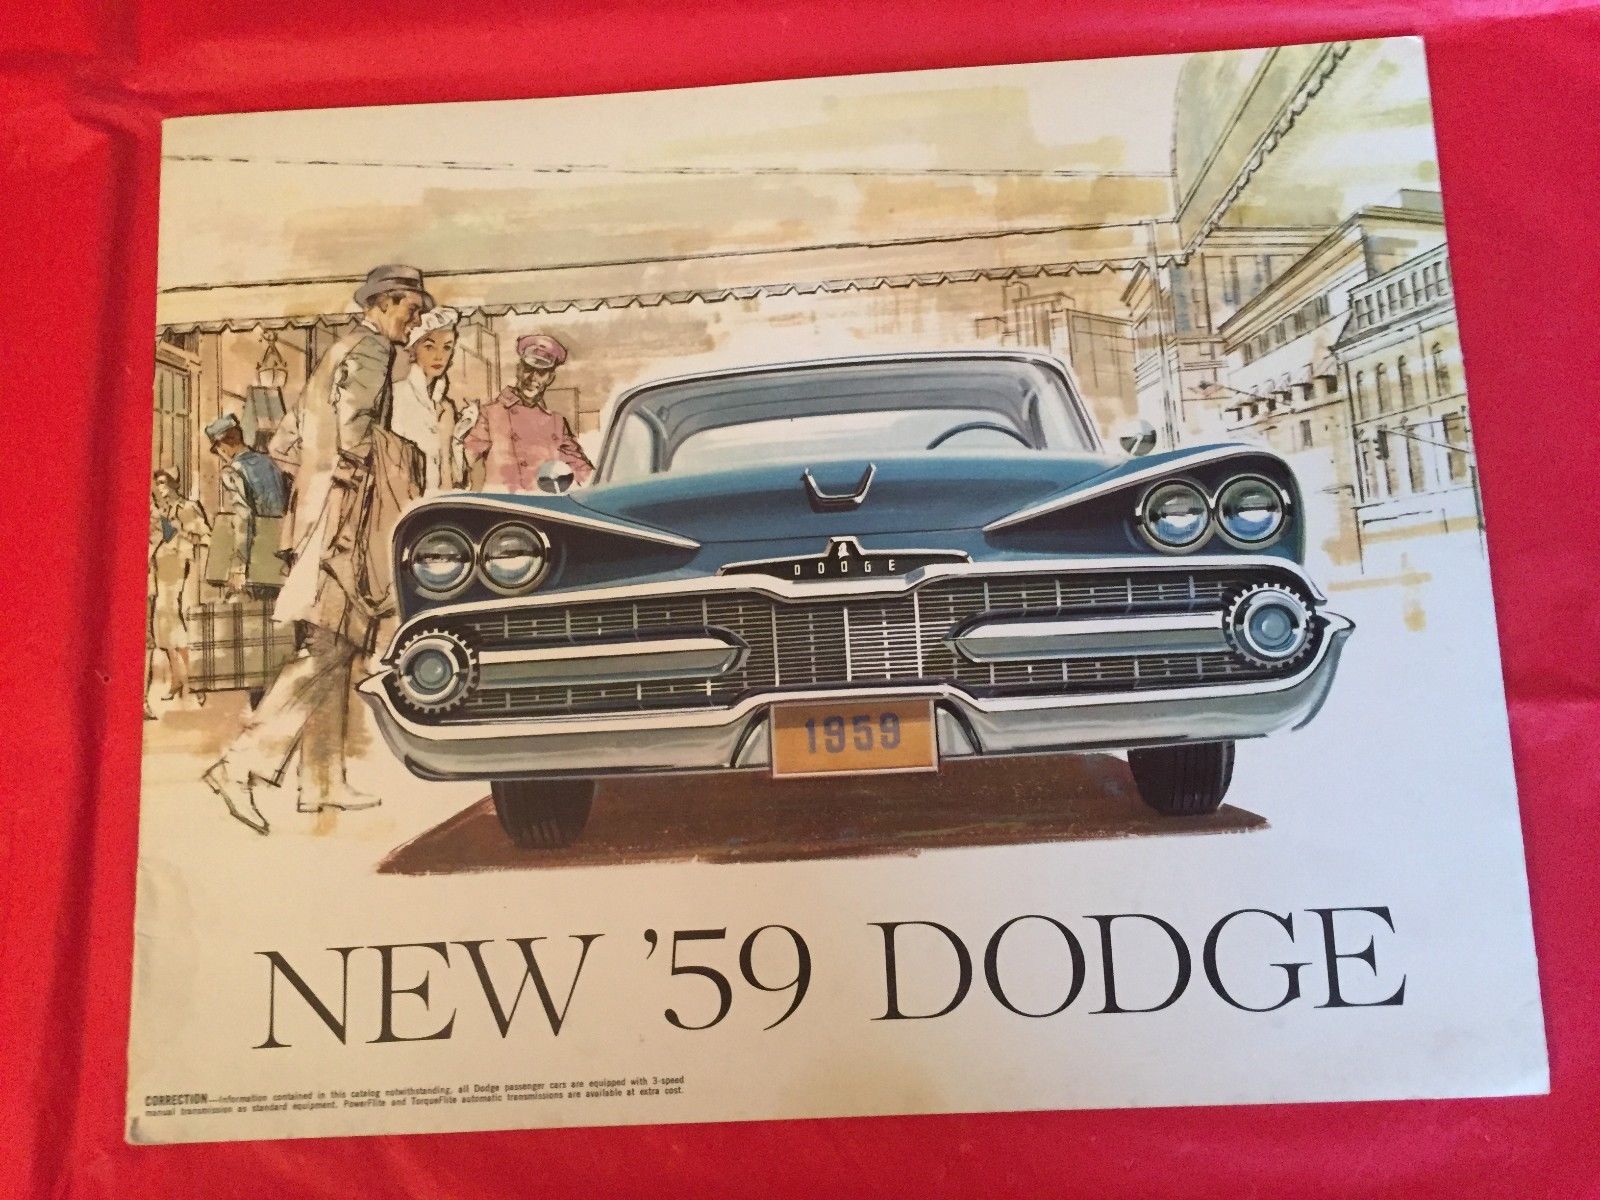 DODGE
1959
NEW '59 DODGE
CORRECTION—Information contained in this catalog notwithstanding, all Dodge passenger cars are equipped with 3-speed
manual transmission as standard equipment. PowerFlite and TorqueFlite automatic transmissions are available at extra cost.